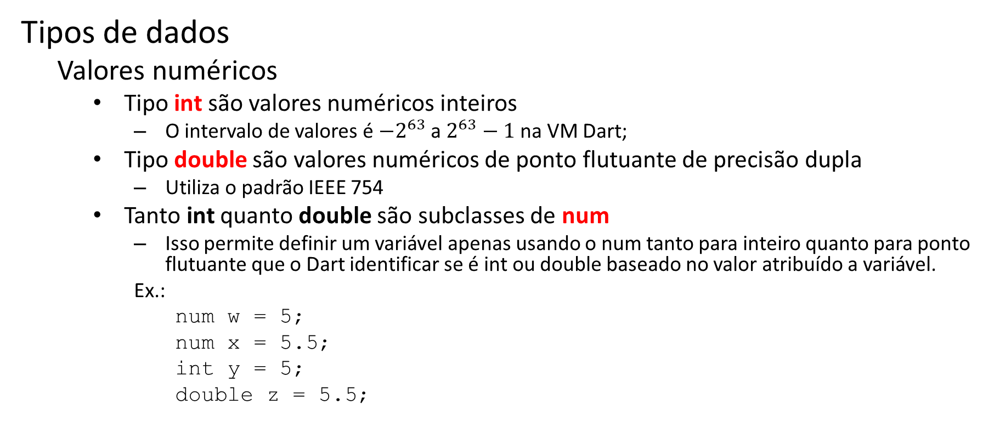 Tipos de dados
Valores numéricos
• Tipo int são valores numéricos inteiros
– O intervalo de valores é −2⁶³ a 2⁶³ − 1 na VM Dart;
• Tipo double são valores numéricos de ponto flutuante de precisão dupla
– Utiliza o padrão IEEE 754
• Tanto int quanto double são subclasses de num
– Isso permite definir um variável apenas usando o num tanto para inteiro quanto para ponto
flutuante que o Dart identificar se é int ou double baseado no valor atribuído a variável.
Ex.:
num w = 5;
num x = 5.5;
int y = 5;
double z = 5.5;